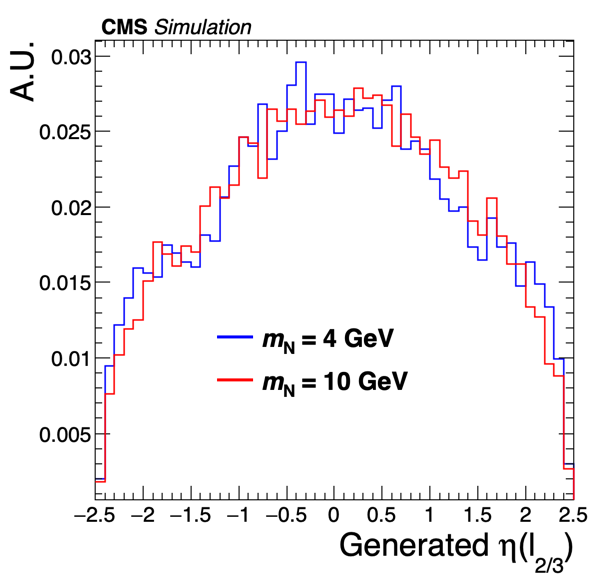 CMS Simulation
A.U.
0.03
0.025
0.02
0.015
0.01
0.005
m_N = 4 GeV
m_N = 10 GeV
−2.5 −2 −1.5 −1 −0.5 0 0.5 1 1.5 2 2.5
Generated η(l_2/3)